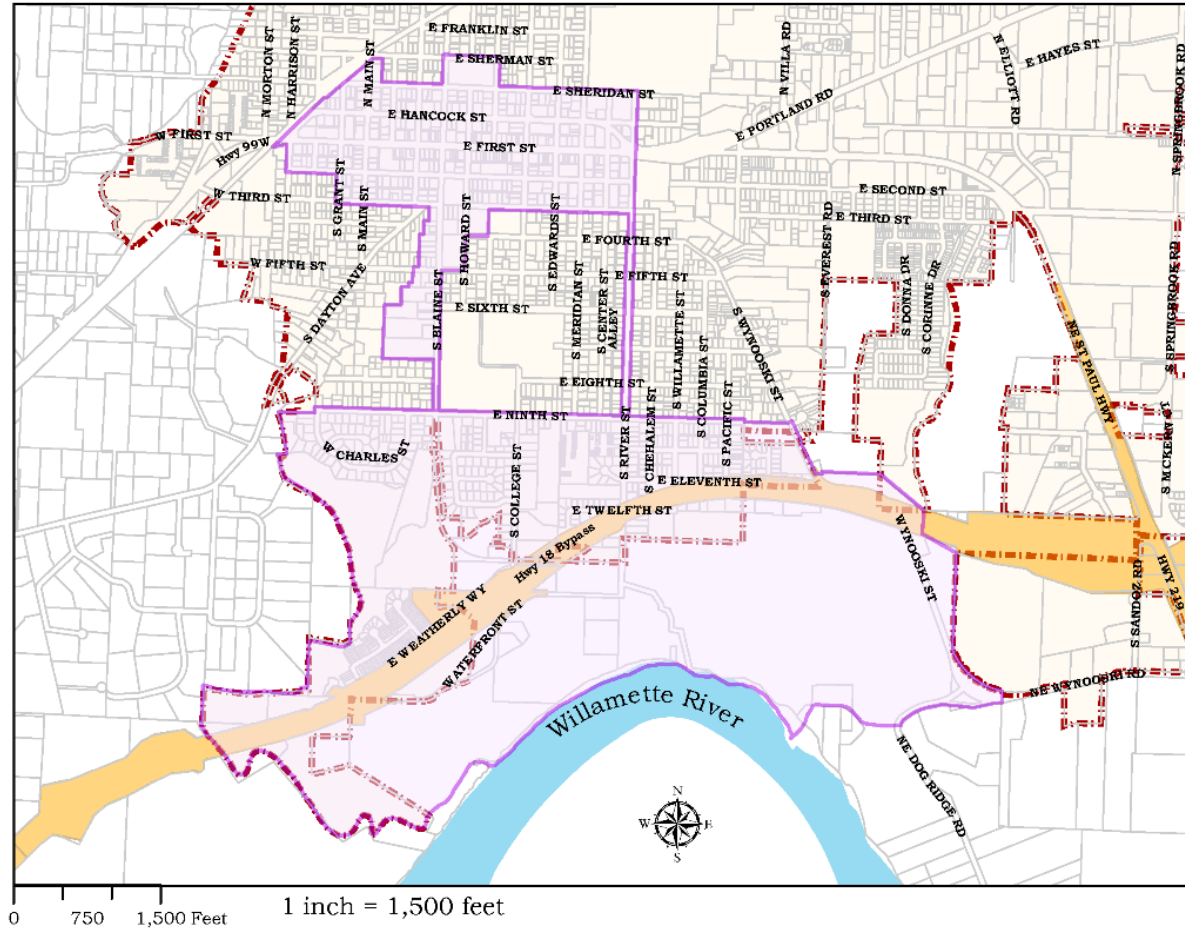 E FRANKLIN ST
N MORTON ST
N HARRISON ST
N MAIN ST
E SHERMAN ST
N VILLA RD
N ELLIOTT RD
E HAYES ST
E SHERIDAN ST
E PORTLAND RD
N SPRINGBROOK RD
E HANCOCK ST
W FIRST ST
Hwy 99W
E FIRST ST
W THIRD ST
S GRANT ST
S MAIN ST
E SECOND ST
E THIRD ST
S HOWARD ST
S EDWARDS ST
E FOURTH ST
S EVEREST RD
W FIFTH ST
E FIFTH ST
S DONNA DR
S CORINNE DR
S SPRINGBROOK RD
S DAYTON AVE
S BLAINE ST
E SIXTH ST
S MERIDIAN ST
S CENTER
ALLEY
S WILLAMETTE ST
S WYNOOSKI ST
NE ST PAUL HWY
S COLUMBIA ST
E EIGHTH ST
S PACIFIC ST
E NINTH ST
S RIVER ST
S CHEHALEM ST
S MCKERN CT
W CHARLES ST
S COLLEGE ST
E ELEVENTH ST
E TWELFTH ST
Hwy 18 Bypass
WYNOOSKI ST
HWY 219
S SANDOZ RD
E WEATHERLY WY
WATERFRONT ST
NE WYNOOSKI RD
Willamette River
NE DOG RIDGE RD
N
W E
S
0 750 1,500 Feet
1 inch = 1,500 feet